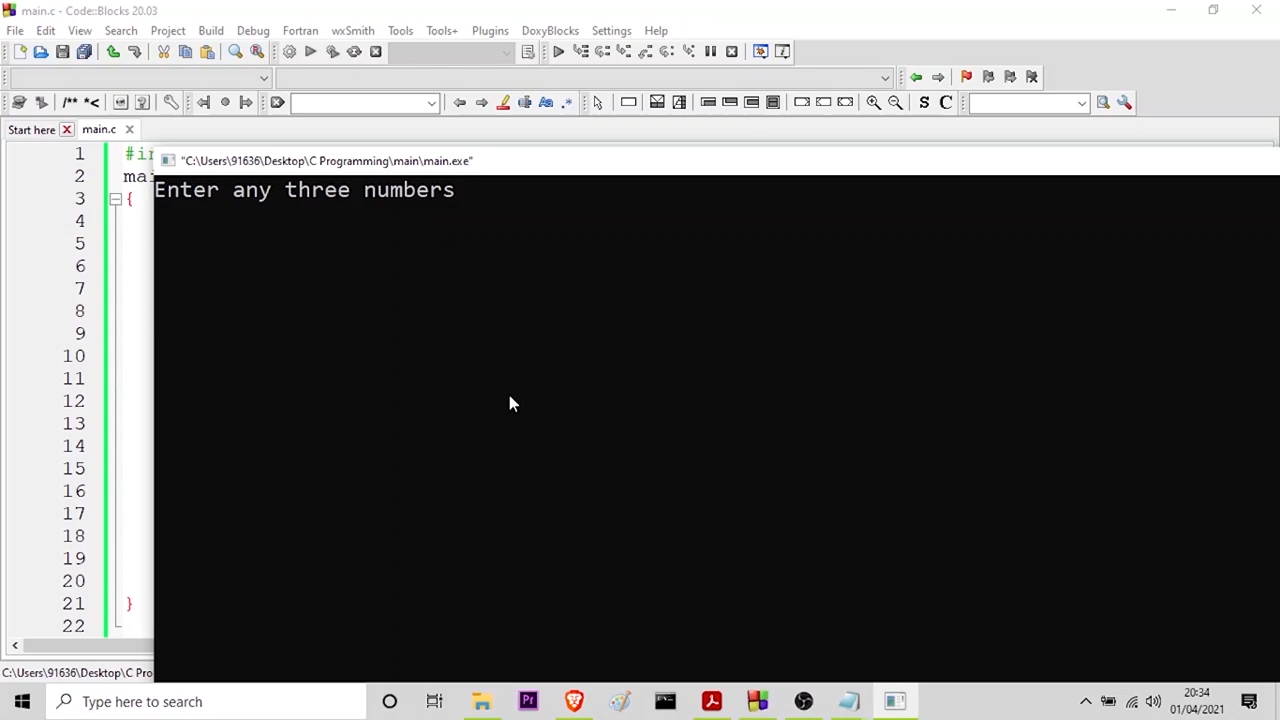 main.c - Code::Blocks 20.03
File Edit View Search Project Build Debug Fortran wxSmith Tools Tools+ Plugins DoxyBlocks Settings Help
/** *<
S C
Start here main.c
1 #in
2 mai
3 {
4
5
6
7
8
9
10
11
12
13
14
15
16
17
18
19
20
21 }
22
"C:\Users\91636\Desktop\C Programming\main\main.exe"
Enter any three numbers
C:\Users\91636\Desktop\C Pro
Type here to search
Pr
20:34
01/04/2021